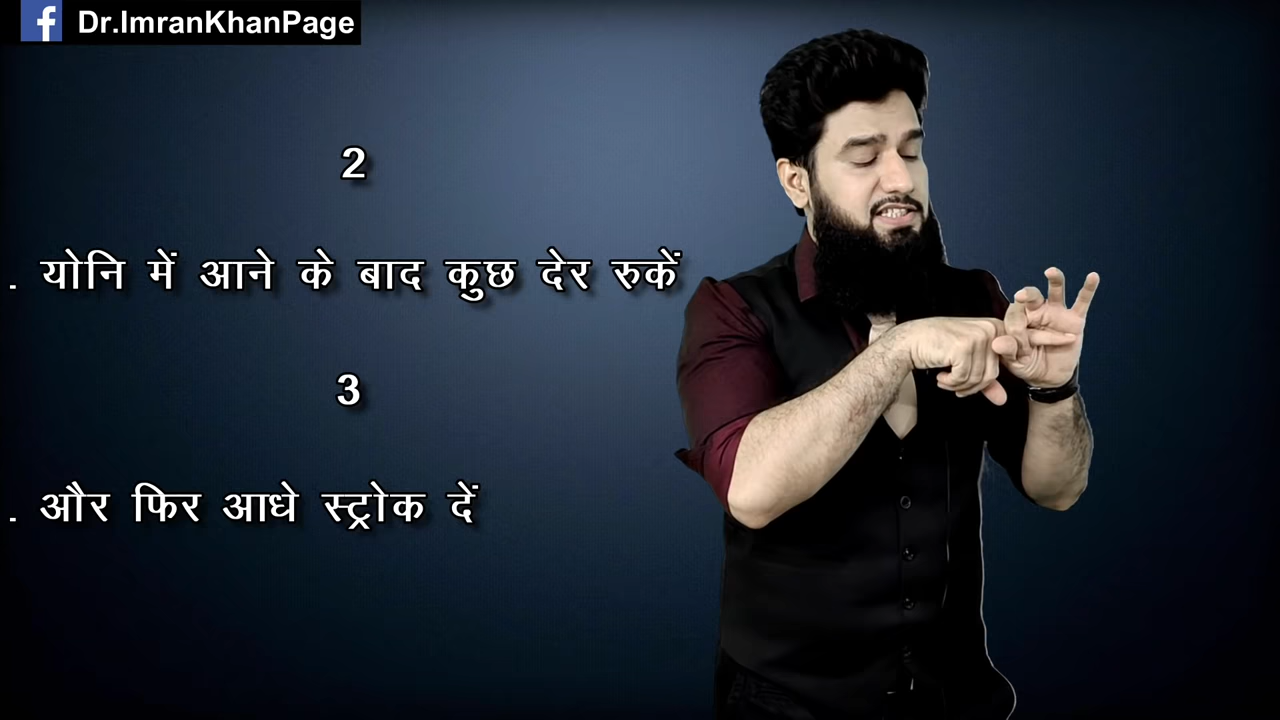 Dr.ImranKhanPage
2
. योनि में आने के बाद कुछ देर रुकें
3
. और फिर आधे स्ट्रोक दें